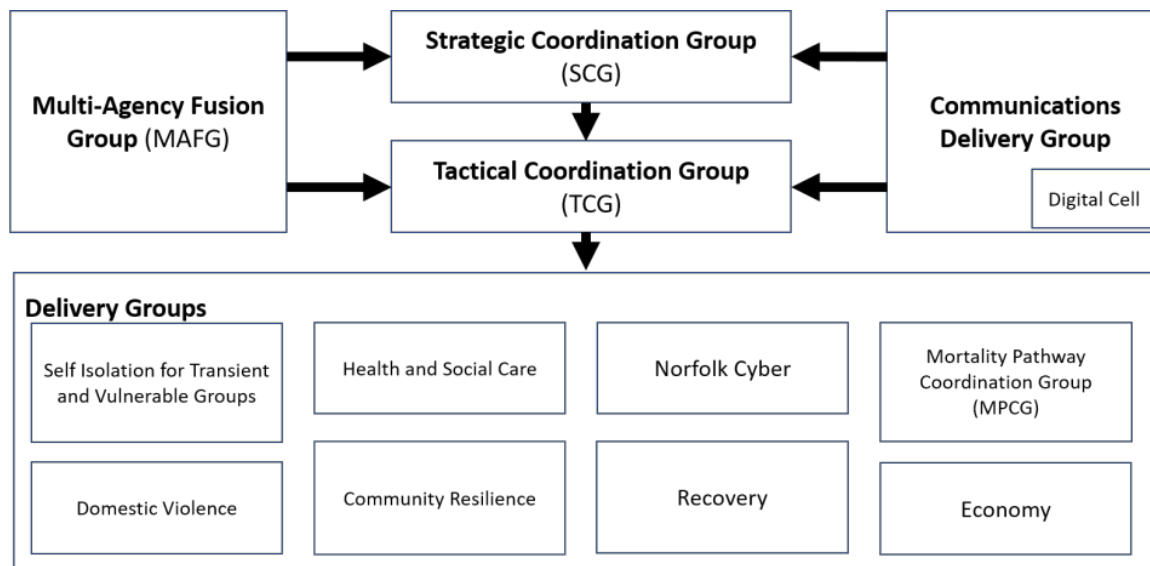 Strategic Coordination Group
(SCG)
Multi-Agency Fusion
Group (MAFG)
Communications
Delivery Group
Digital Cell
Tactical Coordination Group
(TCG)
Delivery Groups
Self Isolation for Transient
and Vulnerable Groups
Health and Social Care
Norfolk Cyber
Mortality Pathway
Coordination Group
(MPCG)
Domestic Violence
Community Resilience
Recovery
Economy